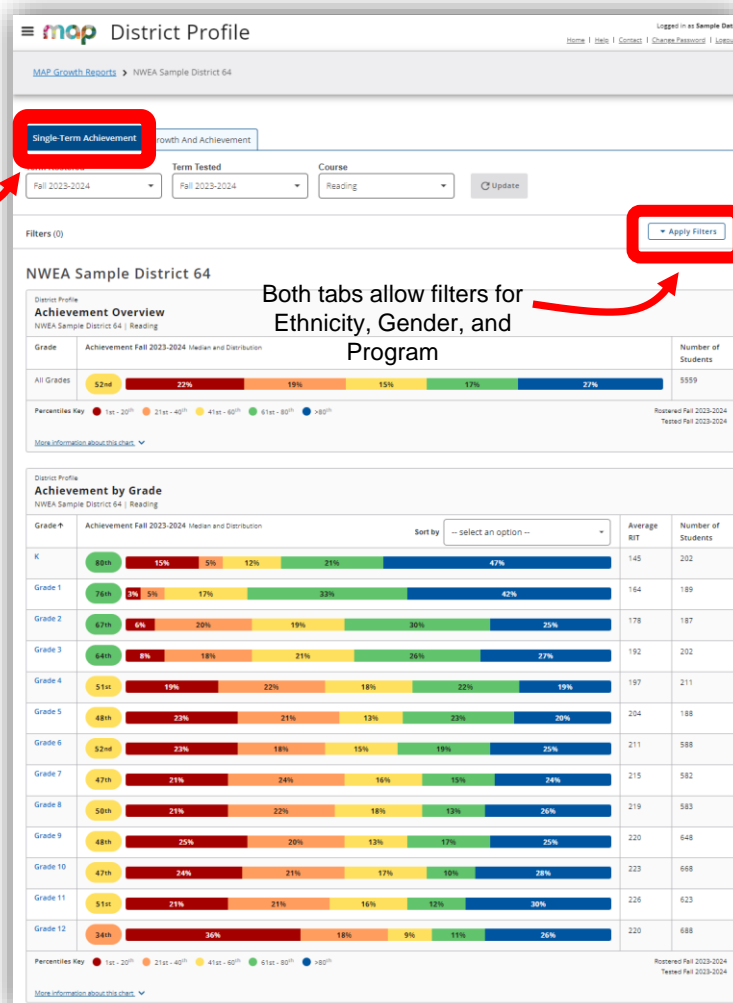 ≡ map District Profile
Logged in as Sample Dat
Home | Help | Contact | Change Password | Logou
MAP Growth Reports > NWEA Sample District 64
Single-Term Achievement
rowth And Achievement
Term Tested
Course
Fall 2023-2024
Fall 2023-2024
Reading
Update
Filters (0)
Apply Filters
NWEA Sample District 64
Both tabs allow filters for
Ethnicity, Gender, and
Program
District Profile
Achievement Overview
NWEA Sample District 64 | Reading
Grade Achievement Fall 2023-2024 Median and Distribution Number of Students
All Grades 52nd 22% 19% 15% 17% 27% 5559
Percentiles Key 1st - 20th 21st - 40th 41st - 60th 61st - 80th >80th
Rostered Fall 2023-2024
Tested Fall 2023-2024
More information about this chart.
District Profile
Achievement by Grade
NWEA Sample District 64 | Reading
Grade↑ Achievement Fall 2023-2024 Median and Distribution Sort by -- select an option -- Average RIT Number of Students
K 80th 15% 5% 12% 21% 47% 145 202
Grade 1 76th 3% 5% 17% 33% 42% 164 189
Grade 2 67th 6% 20% 19% 30% 25% 178 187
Grade 3 64th 8% 18% 21% 26% 27% 192 202
Grade 4 51st 19% 22% 18% 22% 19% 197 211
Grade 5 48th 23% 21% 13% 23% 20% 204 188
Grade 6 52nd 23% 18% 15% 19% 25% 211 588
Grade 7 47th 21% 24% 16% 15% 24% 215 582
Grade 8 50th 21% 22% 18% 13% 26% 219 583
Grade 9 48th 25% 20% 13% 17% 25% 220 648
Grade 10 47th 24% 21% 17% 10% 28% 223 668
Grade 11 51st 21% 21% 16% 12% 30% 226 623
Grade 12 34th 36% 18% 9% 11% 26% 220 688
Percentiles Key 1st - 20th 21st - 40th 41st - 60th 61st - 80th >80th
Rostered Fall 2023-2024
Tested Fall 2023-2024
More information about this chart.